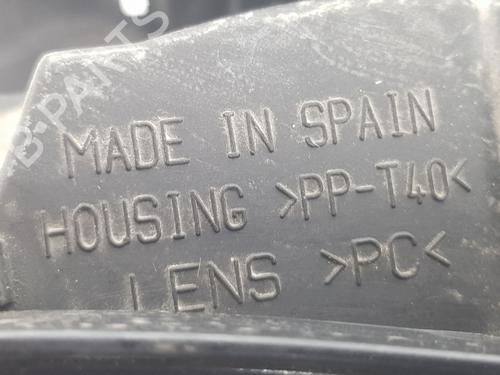 B-PARTS
MADE IN SPAIN
HOUSING >PP-T40<
LENS >PC<